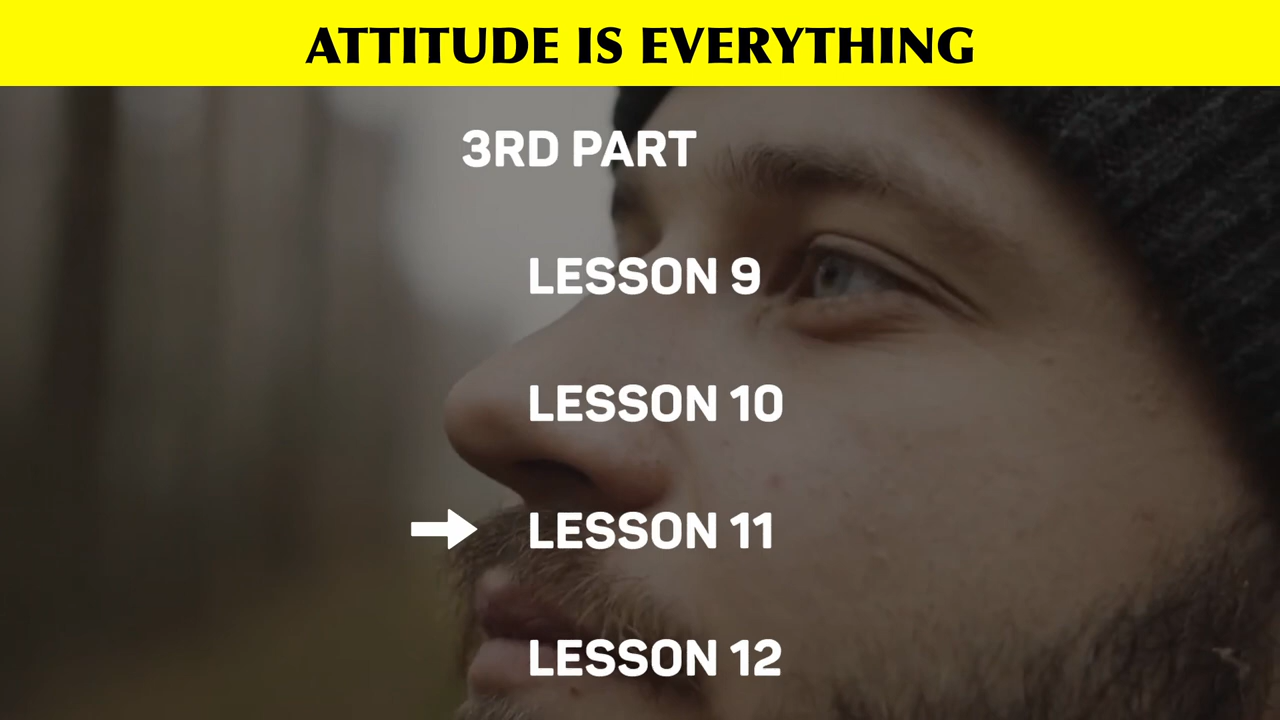 ATTITUDE IS EVERYTHING
3RD PART
LESSON 9
LESSON 10
LESSON 11
LESSON 12